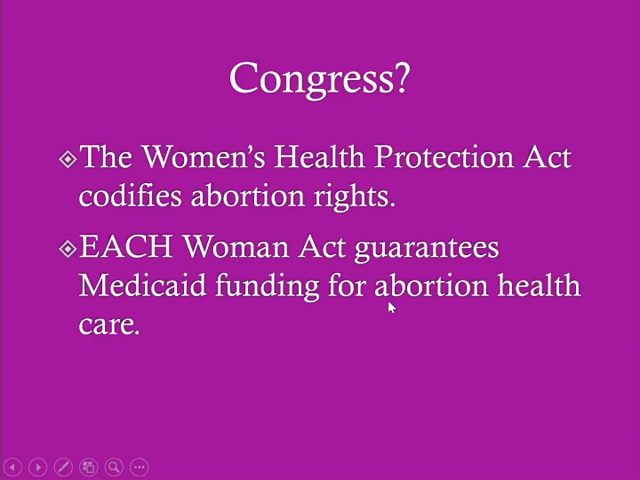 Congress?
The Women's Health Protection Act
codifies abortion rights.
EACH Woman Act guarantees
Medicaid funding for abortion health
care.